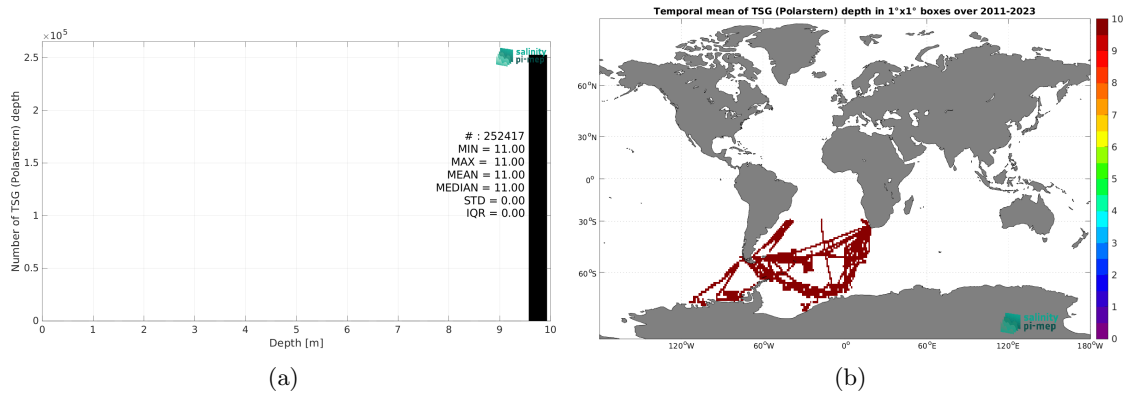 ×10⁵
2.5
2
1.5
1
0.5
0
Number of TSG (Polarstern) depth
salinity
pi-mep
# : 252417
MIN = 11.00
MAX = 11.00
MEAN = 11.00
MEDIAN = 11.00
STD = 0.00
IQR = 0.00
0 1 2 3 4 5 6 7 8 9 10
Depth [m]
(a)
Temporal mean of TSG (Polarstern) depth in 1°x1° boxes over 2011-2023
60°N
30°N
0°
30°S
60°S
120°W 60°W 0° 60°E 120°E 180°W
salinity
pi-mep
10
9
8
7
6
5
4
3
2
1
0
(b)